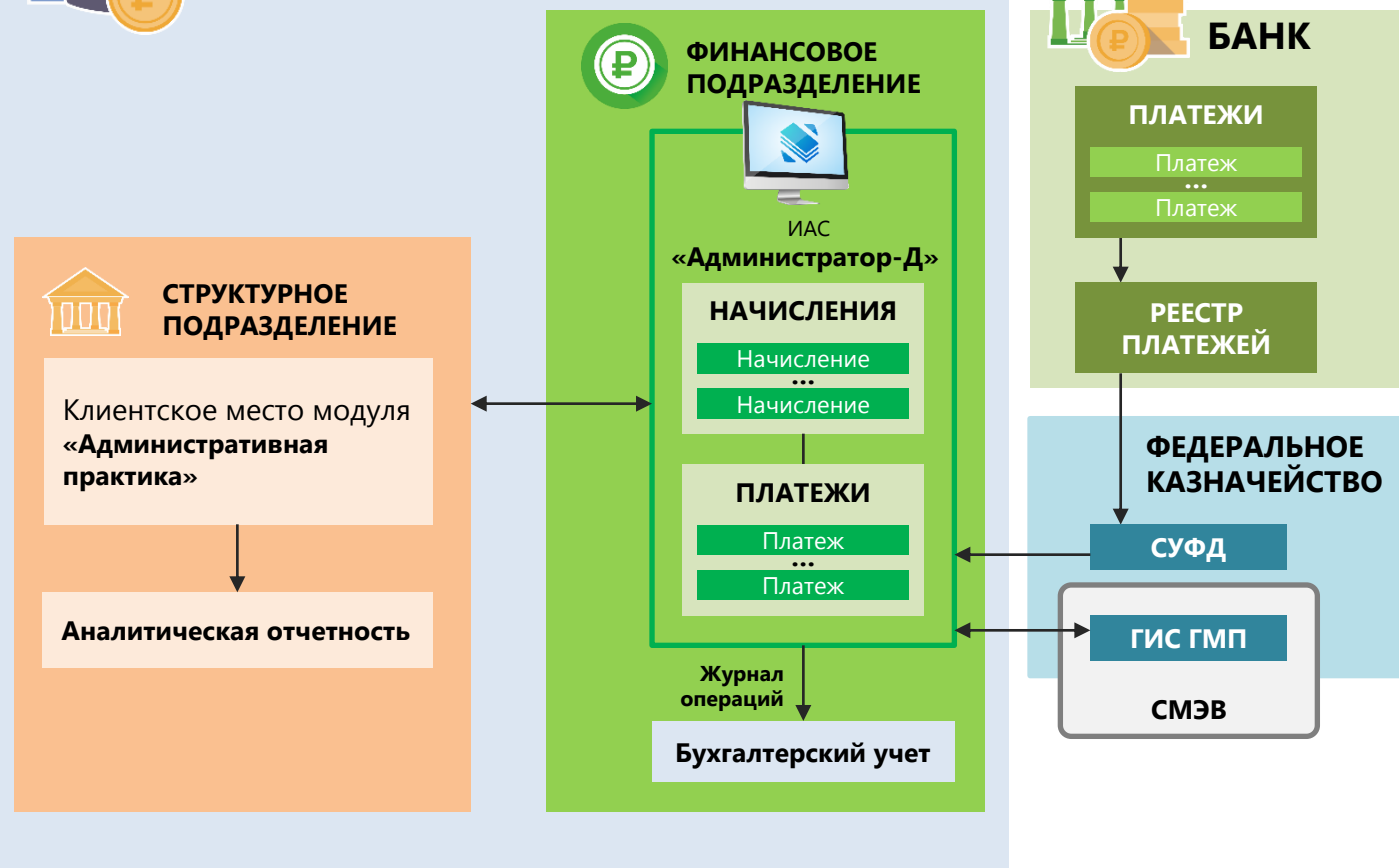 СТРУКТУРНОЕ
ПОДРАЗДЕЛЕНИЕ
Клиентское место модуля
«Административная
практика»
Аналитическая отчетность
ФИНАНСОВОЕ
ПОДРАЗДЕЛЕНИЕ
ИАС
«Администратор-Д»
НАЧИСЛЕНИЯ
Начисление
...
Начисление
ПЛАТЕЖИ
Платеж
...
Платеж
Журнал
операций
Бухгалтерский учет
БАНК
ПЛАТЕЖИ
Платеж
...
Платеж
РЕЕСТР
ПЛАТЕЖЕЙ
ФЕДЕРАЛЬНОЕ
КАЗНАЧЕЙСТВО
СУФД
ГИС ГМП
СМЭВ